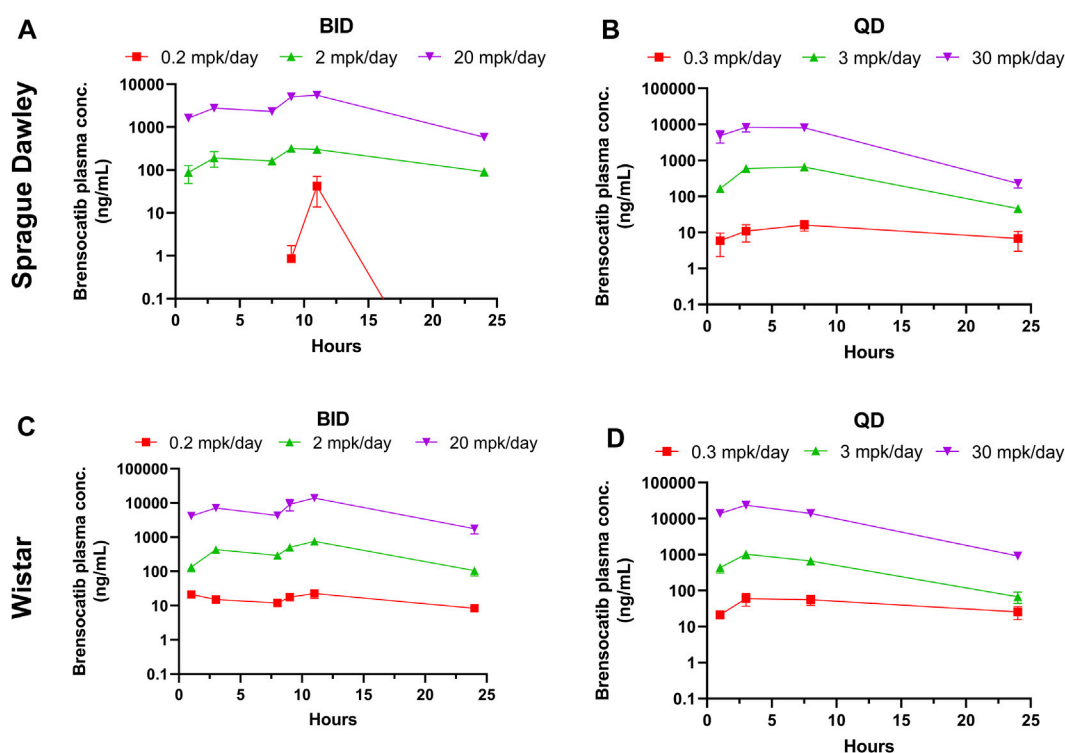 A
BID
0.2 mpk/day 2 mpk/day 20 mpk/day
Sprague Dawley
Brensocatib plasma conc.
(ng/mL)
10000
1000
100
10
1
0.1
0 5 10 15 20 25
Hours
B
QD
0.3 mpk/day 3 mpk/day 30 mpk/day
Brensocatib plasma conc.
(ng/mL)
100000
10000
1000
100
10
1
0.1
0 5 10 15 20 25
Hours
C
BID
0.2 mpk/day 2 mpk/day 20 mpk/day
Wistar
Brensocatib plasma conc.
(ng/mL)
100000
10000
1000
100
10
1
0.1
0 5 10 15 20 25
Hours
D
QD
0.3 mpk/day 3 mpk/day 30 mpk/day
Brensocatib plasma conc.
(ng/mL)
100000
10000
1000
100
10
1
0.1
0 5 10 15 20 25
Hours